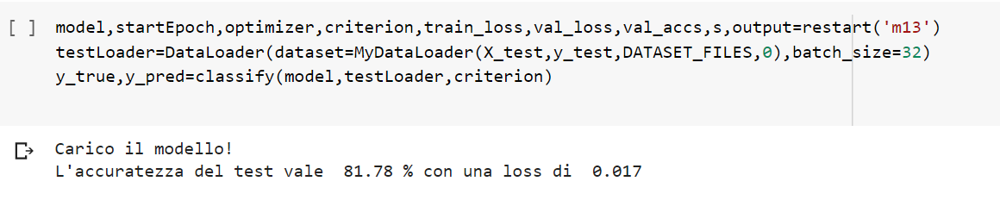 [ ] model,startEpoch,optimizer,criterion,train_loss,val_loss,val_accs,s,output=restart('m13')
testLoader=DataLoader(dataset=MyDataLoader(X_test,y_test,DATASET_FILES,0),batch_size=32)
y_true,y_pred=classify(model,testLoader,criterion)
Carico il modello!
L'accuratezza del test vale  81.78 % con una loss di  0.017